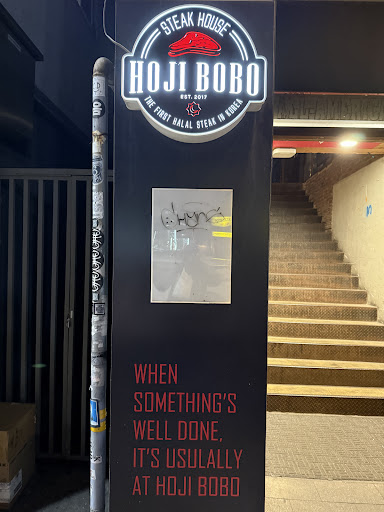 STEAK HOUSE
HOJI BOBO
EST. 2017
THE FIRST HALAL STEAK IN KOREA
WHEN
SOMETHING'S
WELL DONE,
IT'S USULALLY
AT HOJI BOBO